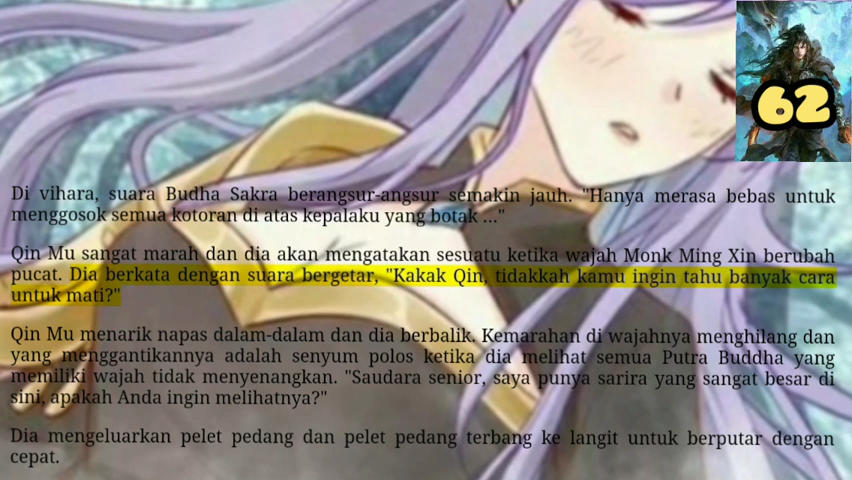 62
Di vihara, suara Budha Sakra berangsur-angsur semakin jauh. "Hanya merasa bebas untuk
menggosok semua kotoran di atas kepalaku yang botak ..."
Qin Mu sangat marah dan dia akan mengatakan sesuatu ketika wajah Monk Ming Xin berubah
pucat. Dia berkata dengan suara bergetar, "Kakak Qin, tidakkah kamu ingin tahu banyak cara
untuk mati?"
Qin Mu menarik napas dalam-dalam dan dia berbalik. Kemarahan di wajahnya menghilang dan
yang menggantikannya adalah senyum polos ketika dia melihat semua Putra Buddha yang
memiliki wajah tidak menyenangkan. "Saudara senior, saya punya sarira yang sangat besar di
sini, apakah Anda ingin melihatnya?"
Dia mengeluarkan pelet pedang dan pelet pedang terbang ke langit untuk berputar dengan
cepat.